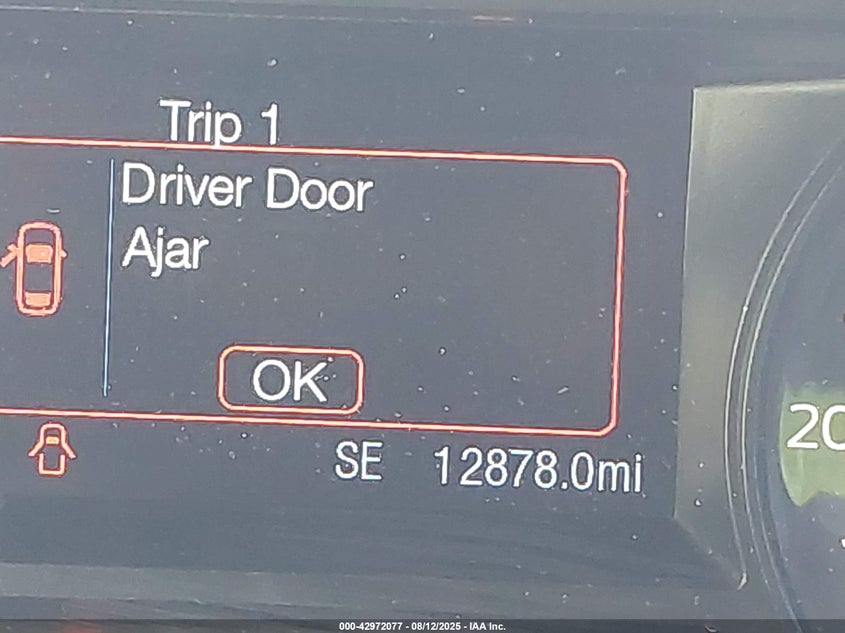 Trip 1
Driver Door
Ajar
OK
SE 12878.0mi
20
000-42972077 - 08/12/2025 - IAA Inc.